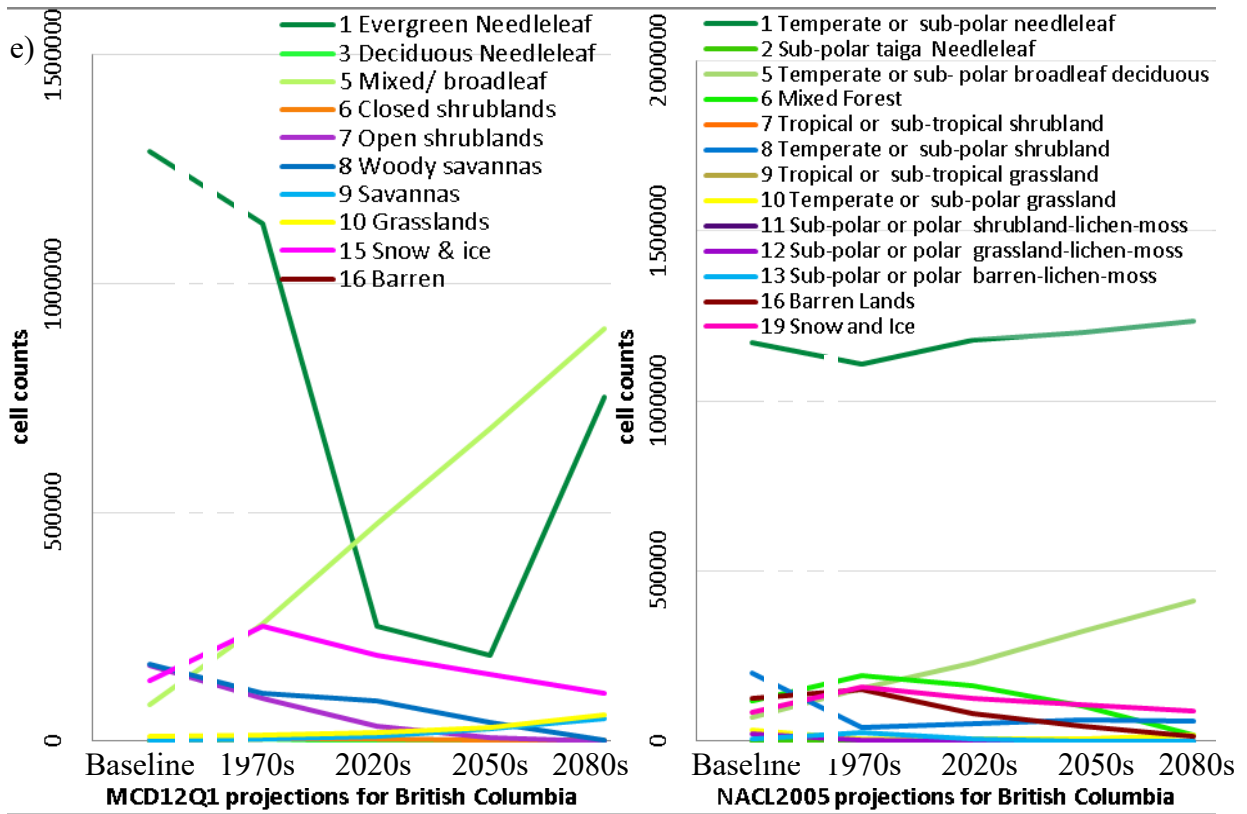 e)
1 Evergreen Needleleaf
3 Deciduous Needleleaf
5 Mixed/ broadleaf
6 Closed shrublands
7 Open shrublands
8 Woody savannas
9 Savannas
10 Grasslands
15 Snow & ice
16 Barren
cell counts
1500000
1000000
500000
0
Baseline 1970s 2020s 2050s 2080s
MCD12Q1 projections for British Columbia
1 Temperate or sub-polar needleleaf
2 Sub-polar taiga Needleleaf
5 Temperate or sub- polar broadleaf deciduous
6 Mixed Forest
7 Tropical or sub-tropical shrubland
8 Temperate or sub-polar shrubland
9 Tropical or sub-tropical grassland
10 Temperate or sub-polar grassland
11 Sub-polar or polar shrubland-lichen-moss
12 Sub-polar or polar grassland-lichen-moss
13 Sub-polar or polar barren-lichen-moss
16 Barren Lands
19 Snow and Ice
cell counts
2000000
1500000
1000000
500000
0
Baseline 1970s 2020s 2050s 2080s
NACL2005 projections for British Columbia